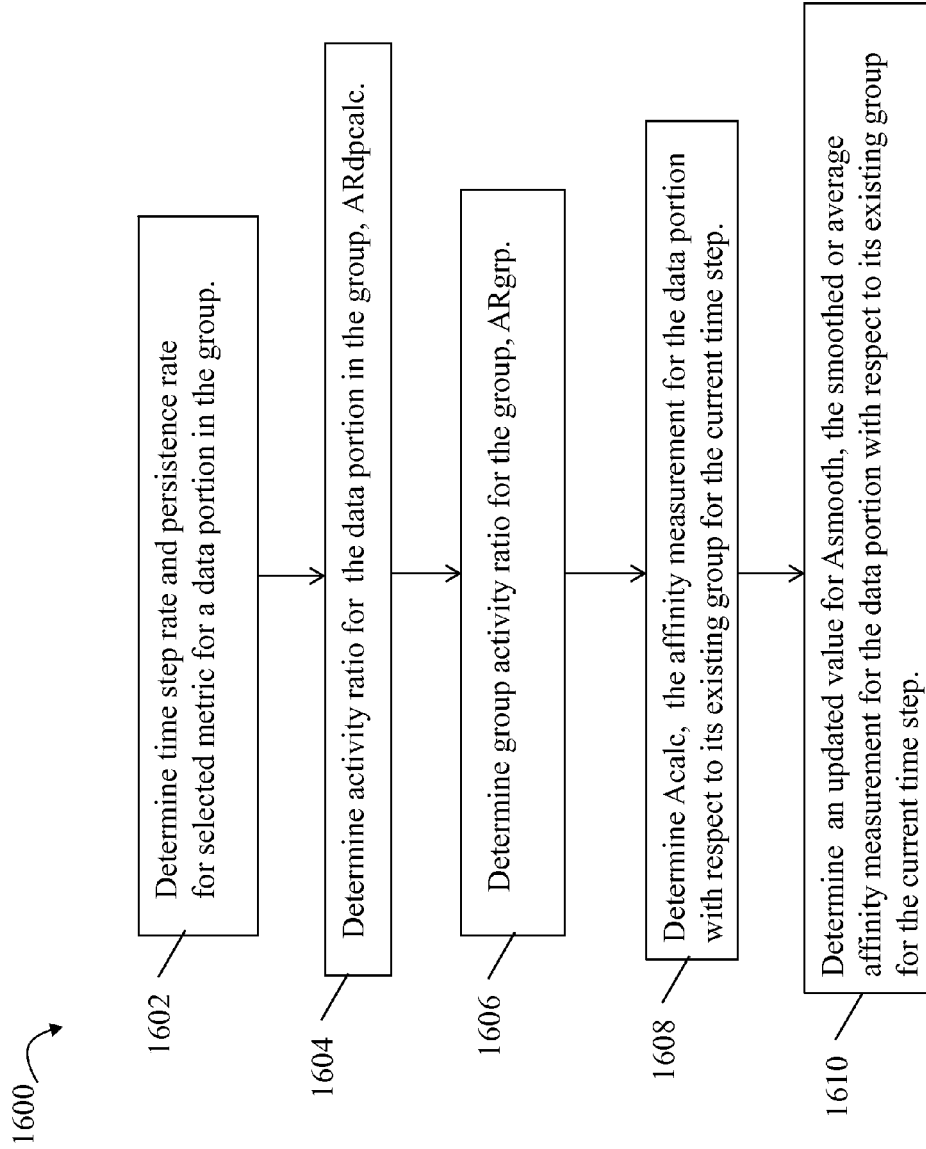 1600
1602
Determine time step rate and persistence rate
for selected metric for a data portion in the group.
1604
Determine activity ratio for the data portion in the group, ARdpcalc.
1606
Determine group activity ratio for the group, ARgrp.
1608
Determine Acalc, the affinity measurement for the data portion
with respect to its existing group for the current time step.
1610
Determine an updated value for Asmooth, the smoothed or average
affinity measurement for the data portion with respect to its existing group
for the current time step.